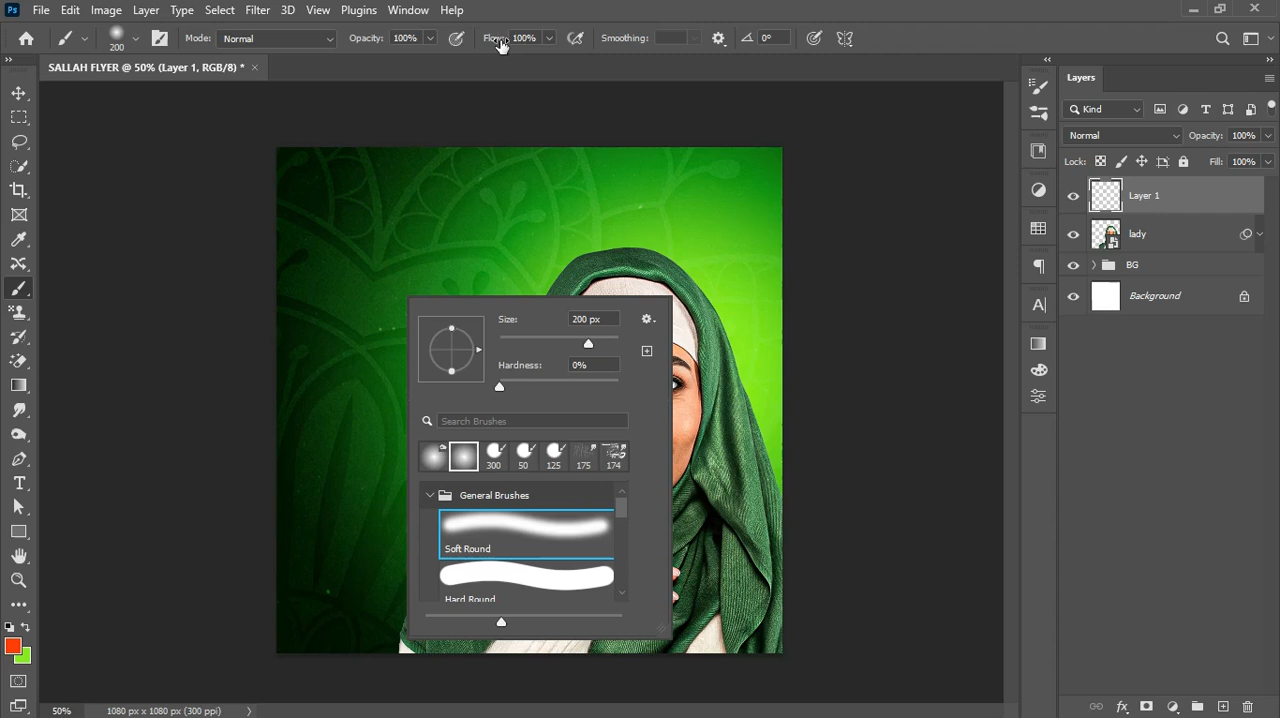 Ps File Edit Image Layer Type Select Filter 3D View Plugins Window Help
200 Mode: Normal Opacity: 100% Flow: 100% Smoothing: 0°
SALLAH FLYER @ 50% (Layer 1, RGB/8) *
Layers
Kind
Normal Opacity: 100%
Lock: Fill: 100%
Layer 1
lady
BG
Background
Size: 200 px
Hardness: 0%
Search Brushes
300 50 125 175 174
General Brushes
Soft Round
Hard Round
50% 1080 px x 1080 px (300 ppi)